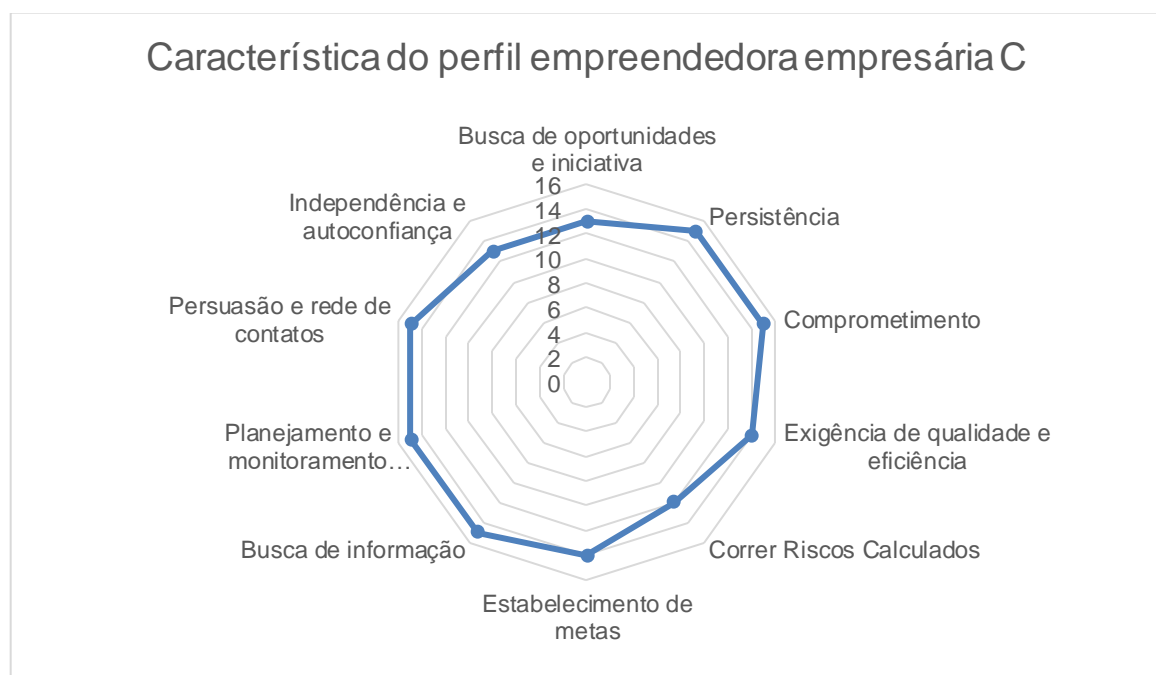 Característica do perfil empreendedora empresária C
Busca de oportunidades
e iniciativa
Persistência
Comprometimento
Exigência de qualidade e
eficiência
Correr Riscos Calculados
Estabelecimento de
metas
Busca de informação
Planejamento e
monitoramento…
Persuasão e rede de
contatos
Independência e
autoconfiança
16
14
12
10
8
6
4
2
0